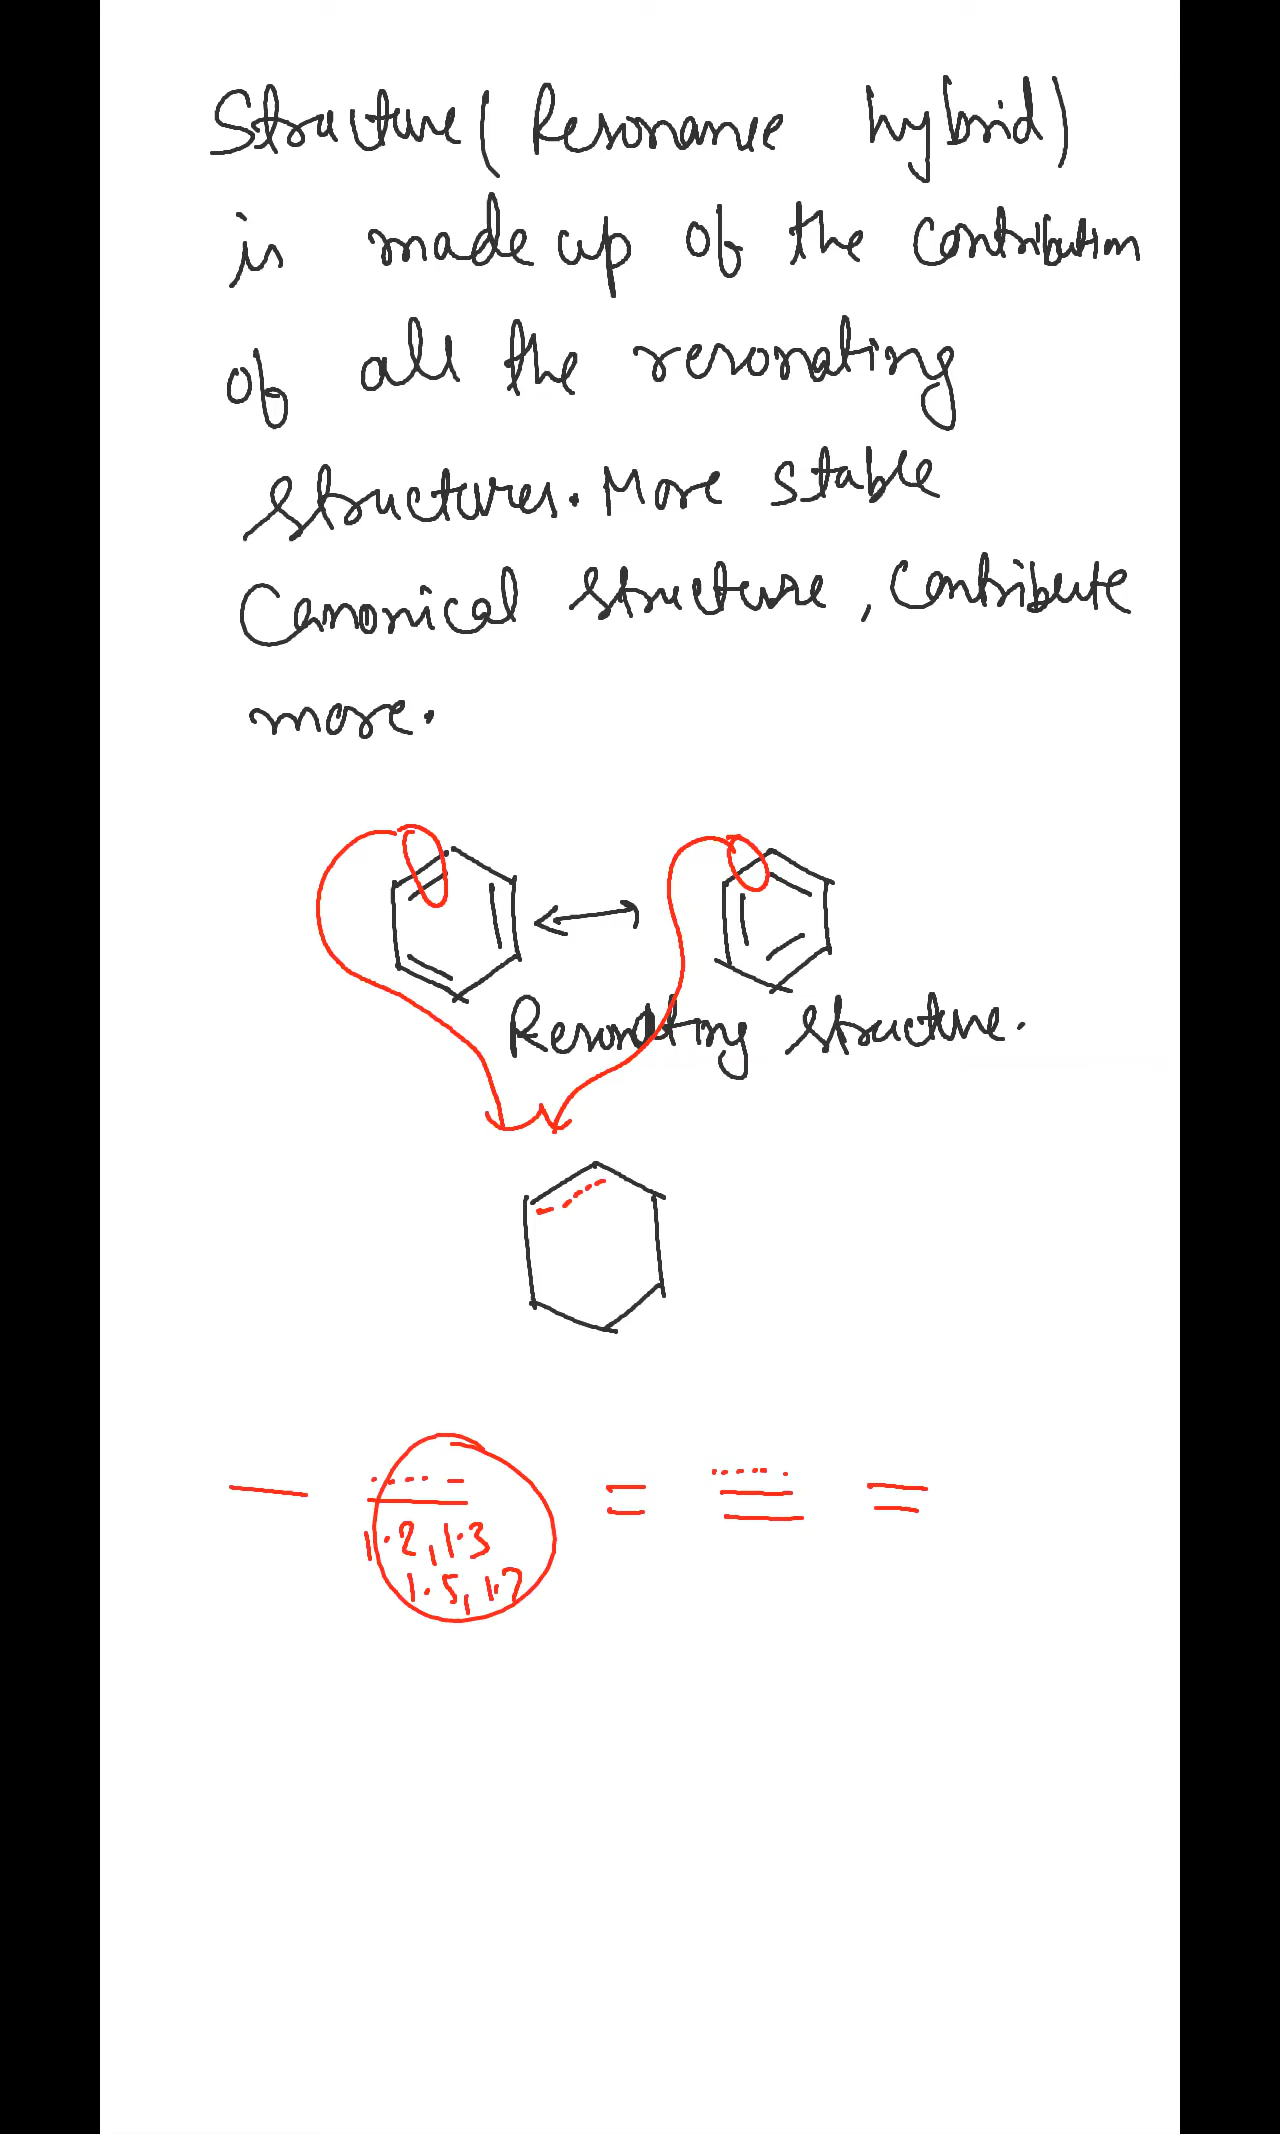 Structure (Resonance hybrid)
is made up of the contribution
of all the resonating
structures. More stable
Canonical structure, Contribute
more.
Resonating structure.
1.2, 1.3
1.5, 1.7